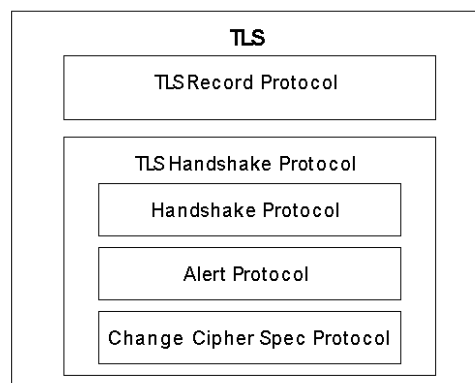 TLS
TLS Record Protocol
TLS Handshake Protocol
Handshake Protocol
Alert Protocol
Change Cipher Spec Protocol